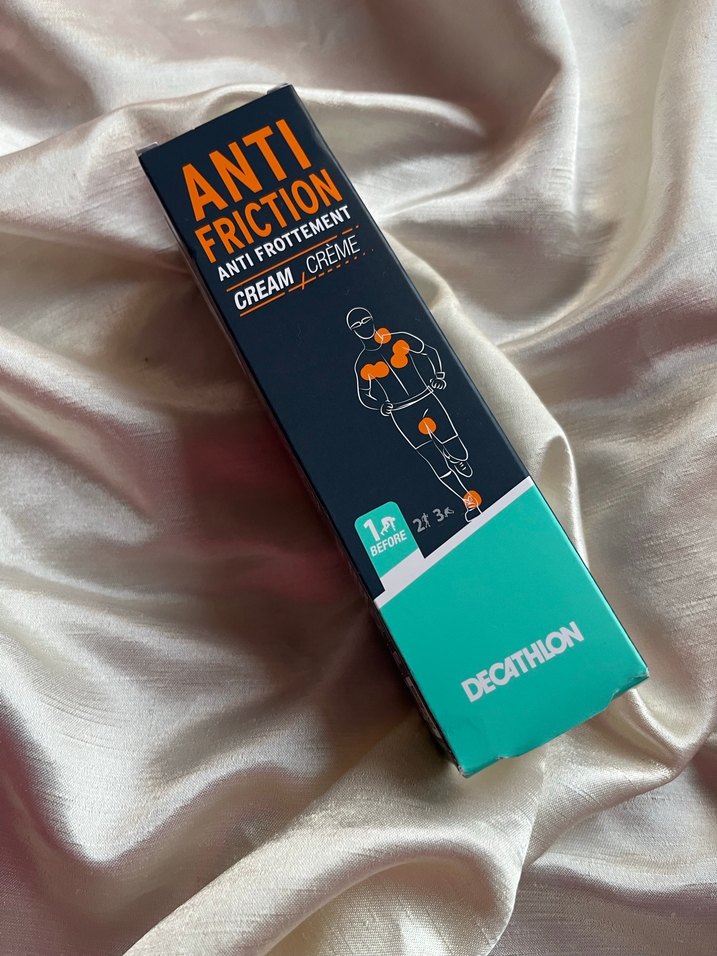 ANTI
FRICTION
ANTI FROTTEMENT
CREAM / CRÈME
1
BEFORE
2 3
DECATHLON